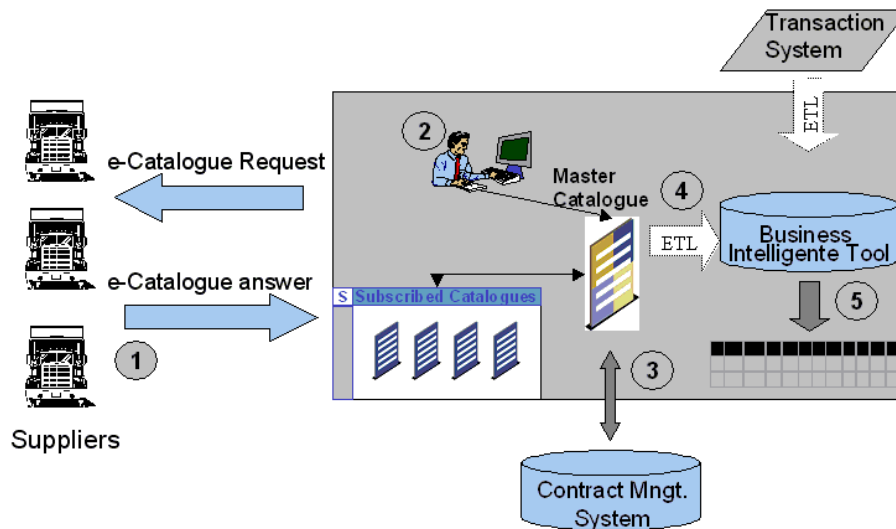 Transaction
System
ETL
2
e-Catalogue Request
Master
Catalogue
4
ETL
Business
Intelligente Tool
e-Catalogue answer
S Subscribed Catalogues
5
1
3
Suppliers
Contract Mngt.
System